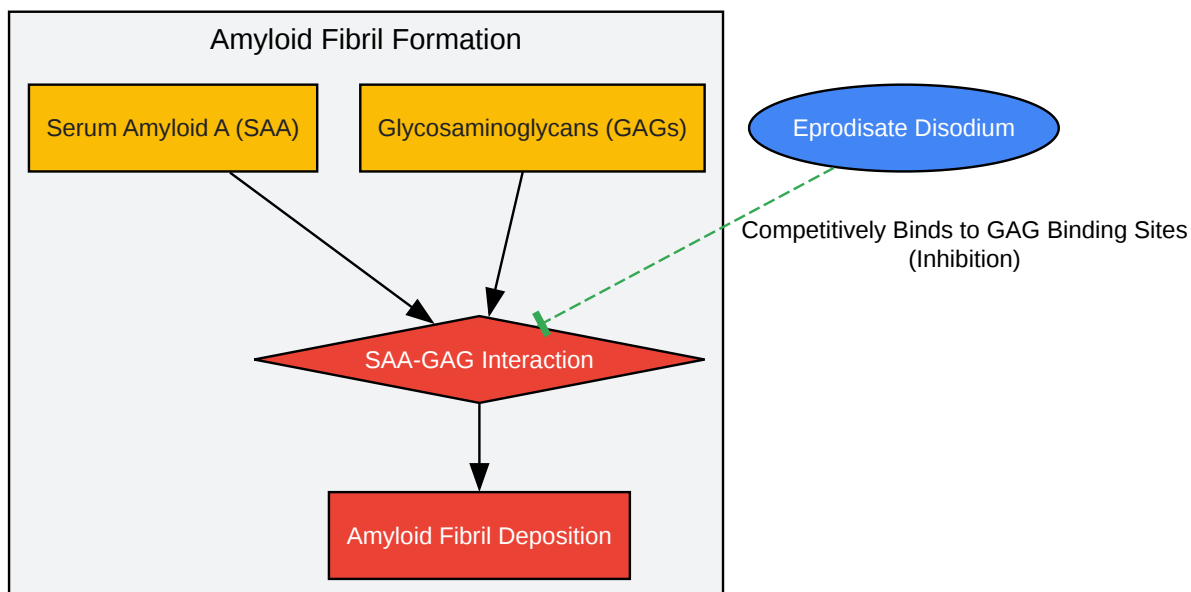 Amyloid Fibril Formation
Serum Amyloid A (SAA)
Glycosaminoglycans (GAGs)
Eprodisate Disodium
Competitively Binds to GAG Binding Sites
(Inhibition)
SAA-GAG Interaction
Amyloid Fibril Deposition